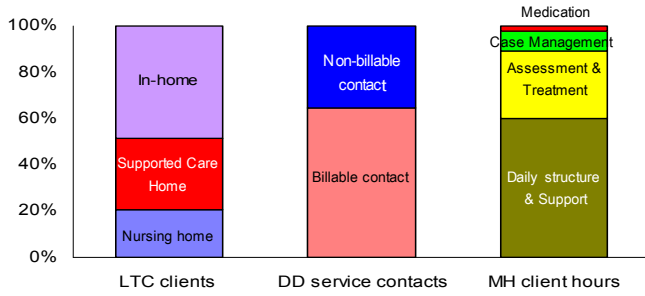 Medication
100%
80%
60%
40%
20%
0%
In-home
Supported Care
Home
Nursing home
Non-billable
contact
Billable contact
Case Management
Assessment &
Treatment
Daily structure
& Support
LTC clients
DD service contacts
MH client hours